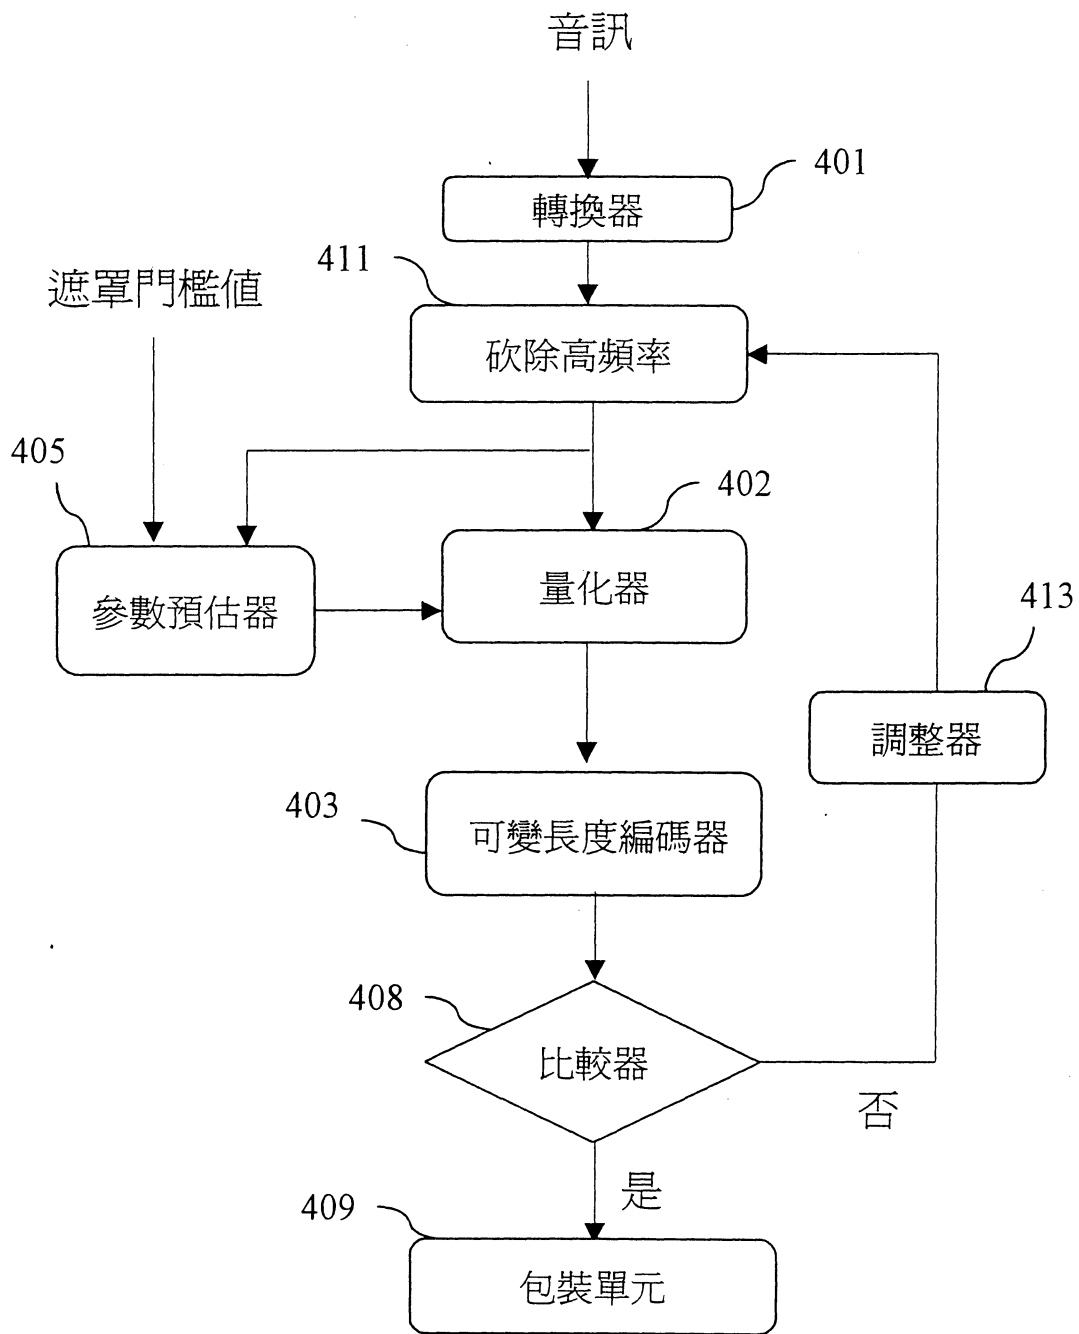 音訊
401
轉換器
411
遮罩門檻值
砍除高頻率
405
402
參數預估器
量化器
413
調整器
403
可變長度編碼器
408
比較器
否
是
409
包裝單元